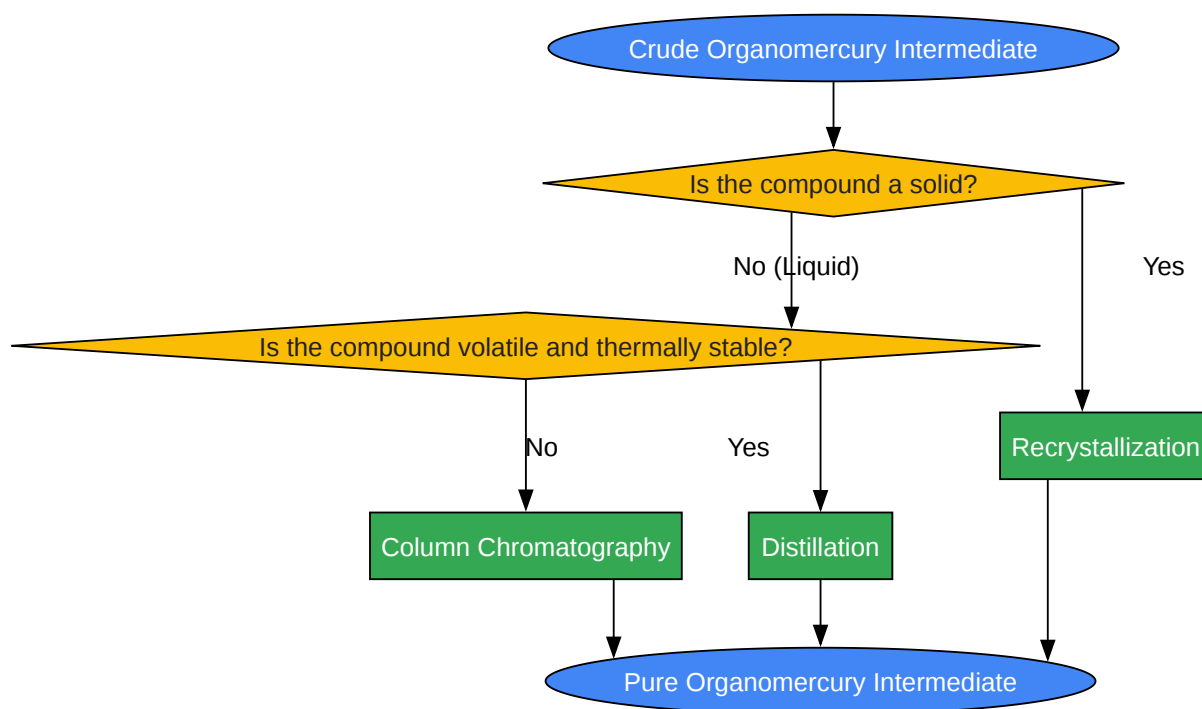 Crude Organomercury Intermediate
Is the compound a solid?
No (Liquid)
Yes
Is the compound volatile and thermally stable?
No
Yes
Recrystallization
Column Chromatography
Distillation
Pure Organomercury Intermediate